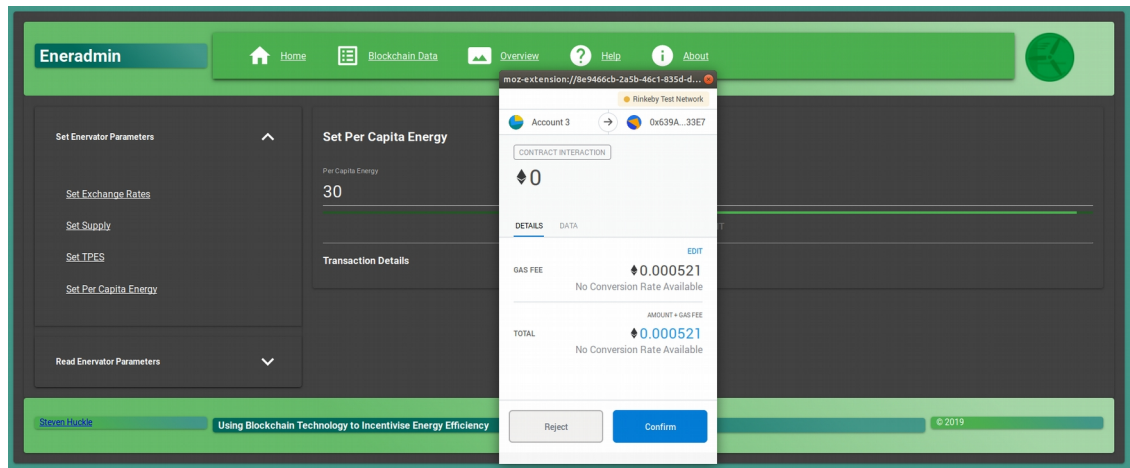 Eneradmin
Home
Blockchain Data
Overview
Help
About
moz-extension://8e9466cb-2a5b-46c1-835d-d...
Rinkeby Test Network
Account 3
0x639A...33E7
CONTRACT INTERACTION
0
DETAILS
DATA
EDIT
GAS FEE
0.000521
No Conversion Rate Available
AMOUNT + GAS FEE
TOTAL
0.000521
No Conversion Rate Available
Reject
Confirm
Set Enervator Parameters
Set Exchange Rates
Set Supply
Set TPES
Set Per Capita Energy
Read Enervator Parameters
Set Per Capita Energy
Per Capita Energy
30
Transaction Details
Steven Huckle
Using Blockchain Technology to Incentivise Energy Efficiency
© 2019